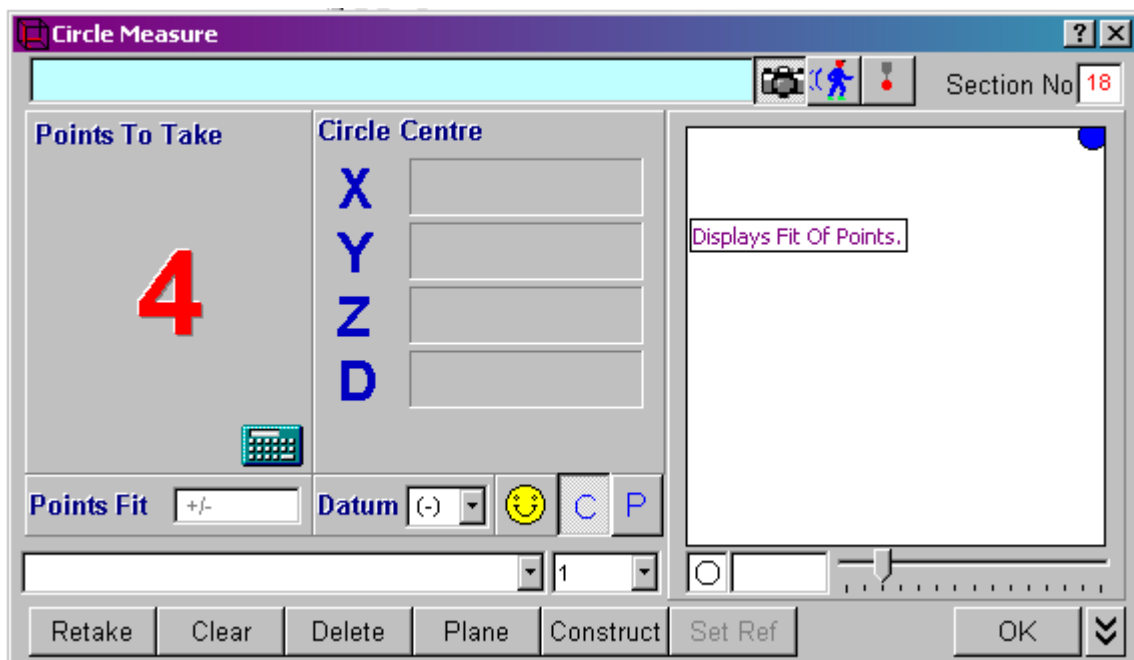 Circle Measure
Section No 18
Points To Take
4
Circle Centre
X
Y
Z
D
Displays Fit Of Points.
Points Fit +/-
Datum (-) C P
1
Retake Clear Delete Plane Construct Set Ref OK